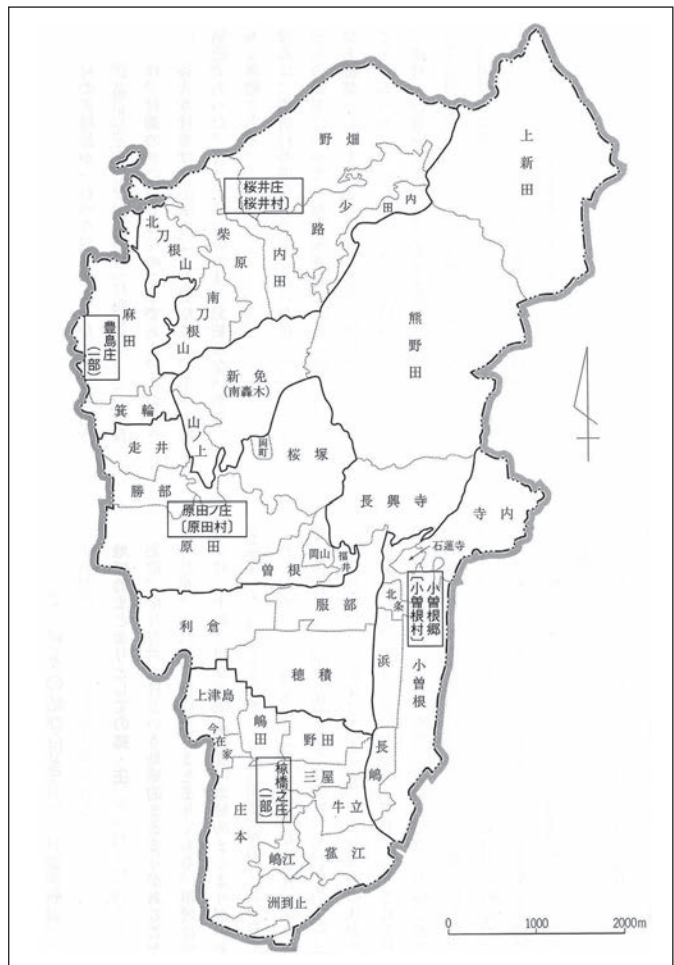 野畑
上新田
桜井庄
〔桜井村〕
少路
内田
北刀根山
柴原
内田
南刀根山
麻田
豊島庄
（一部）
熊野田
新免
(南轟木)
箕輪
山上
岡町
桜塚
走井
勝部
長興寺
寺内
原田ノ庄
〔原田村〕
原田
石蓮寺
岡山
福井
曽根
服部
北条
小曽根郷
〔小曽根村〕
利倉
浜
小曽根
穂積
上津島
嶋田
野田
今在家
長嶋
三屋
椋橋之庄
（一部）
牛立
庄本
嶋江
菰江
洲到止
0 1000 2000m